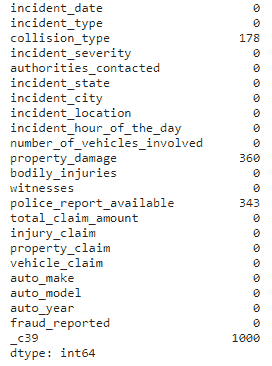 incident_date 0
incident_type 0
collision_type 178
incident_severity 0
authorities_contacted 0
incident_state 0
incident_city 0
incident_location 0
incident_hour_of_the_day 0
number_of_vehicles_involved 0
property_damage 360
bodily_injuries 0
witnesses 0
police_report_available 343
total_claim_amount 0
injury_claim 0
property_claim 0
vehicle_claim 0
auto_make 0
auto_model 0
auto_year 0
fraud_reported 0
_c39 1000
dtype: int64